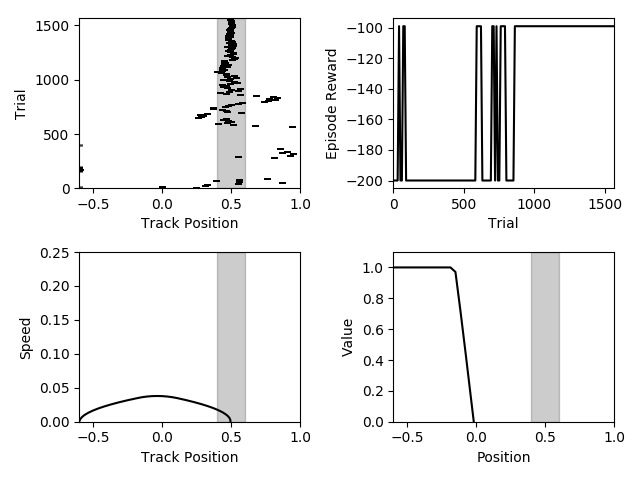 1500
1000
500
0
Trial
−0.5 0.0 0.5 1.0
Track Position
−100
−120
−140
−160
−180
−200
Episode Reward
0 500 1000 1500
Trial
0.25
0.20
0.15
0.10
0.05
0.00
Speed
−0.5 0.0 0.5 1.0
Track Position
1.0
0.8
0.6
0.4
0.2
0.0
Value
−0.5 0.0 0.5 1.0
Position